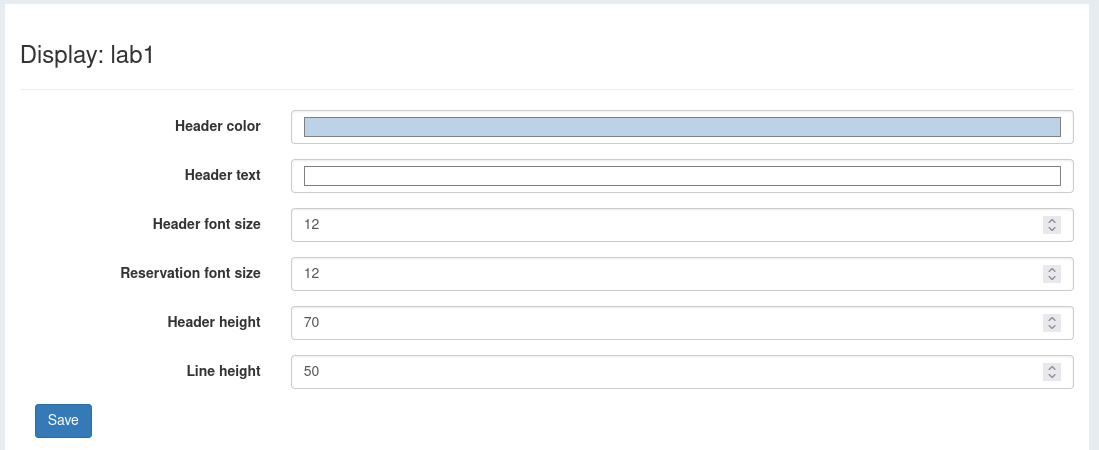 Display: lab1
Header color
Header text
Header font size 12
Reservation font size 12
Header height 70
Line height 50
Save